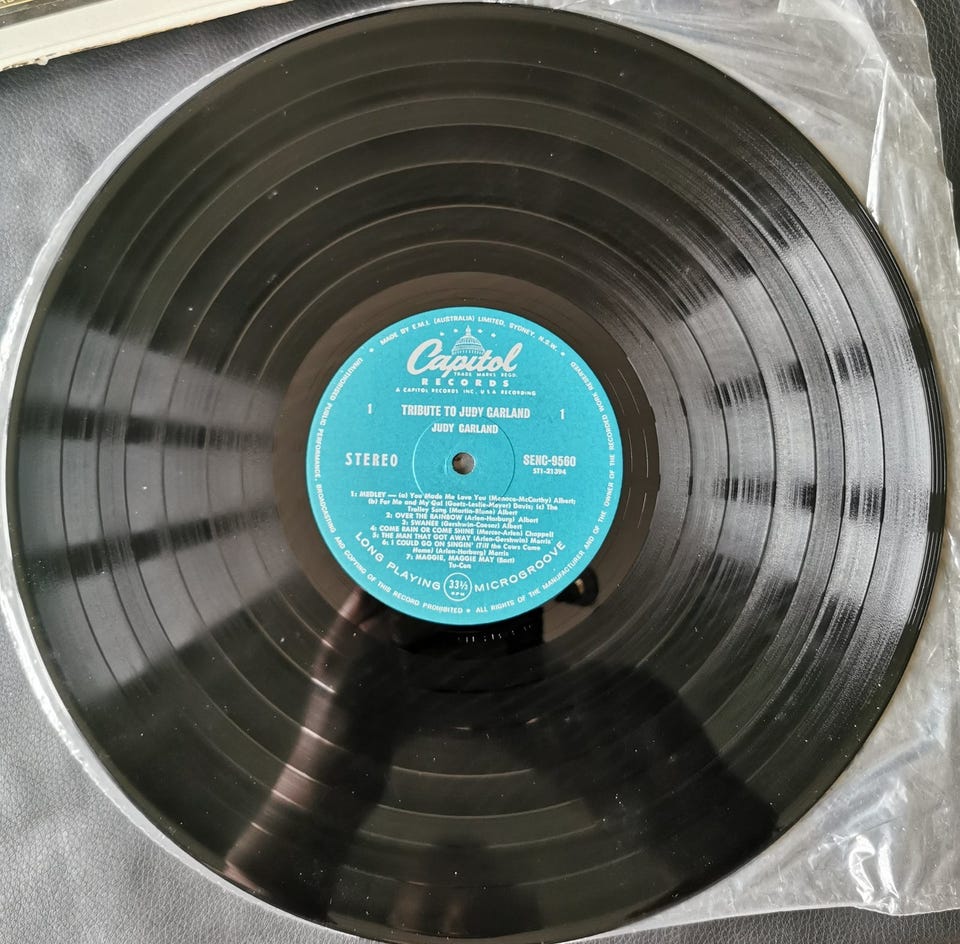 MADE BY E.M.I. (AUSTRALIA) LIMITED, SYDNEY, N.S.W.
Capitol
TRADE MARKS REGD.
RECORDS
A CAPITOL RECORDS INC. U S A RECORDING
1 TRIBUTE TO JUDY GARLAND 1
JUDY GARLAND
STEREO SENC-9560
ST1-21394
1: MEDLEY — (a) You Made Me Love You (Monaco-McCarthy) Albert;
(b) For Me and My Gal (Goetz-Leslie-Meyer) Davis; (c) The
Trolley Song (Martin-Blane) Albert
2: OVER THE RAINBOW (Arlen-Harburg) Albert
3: SWANEE (Gershwin-Caesar) Albert
4: COME RAIN OR COME SHINE (Mercer-Arlen) Chappell
5: THE MAN THAT GOT AWAY (Arlen-Gershwin) Morris
6: I COULD GO ON SINGIN' (Till the Cows Come
Home) (Arlen-Harburg) Morris
7: MAGGIE, MAGGIE MAY (Bart)
Tu-Con
LONG PLAYING 33⅓ MICROGROOVE
RPM
UNAUTHORISED PUBLIC PERFORMANCE, BROADCASTING AND COPYING OF THIS RECORD PROHIBITED ★ ALL RIGHTS OF THE MANUFACTURER AND OF THE OWNER OF THE RECORDED WORK RESERVED